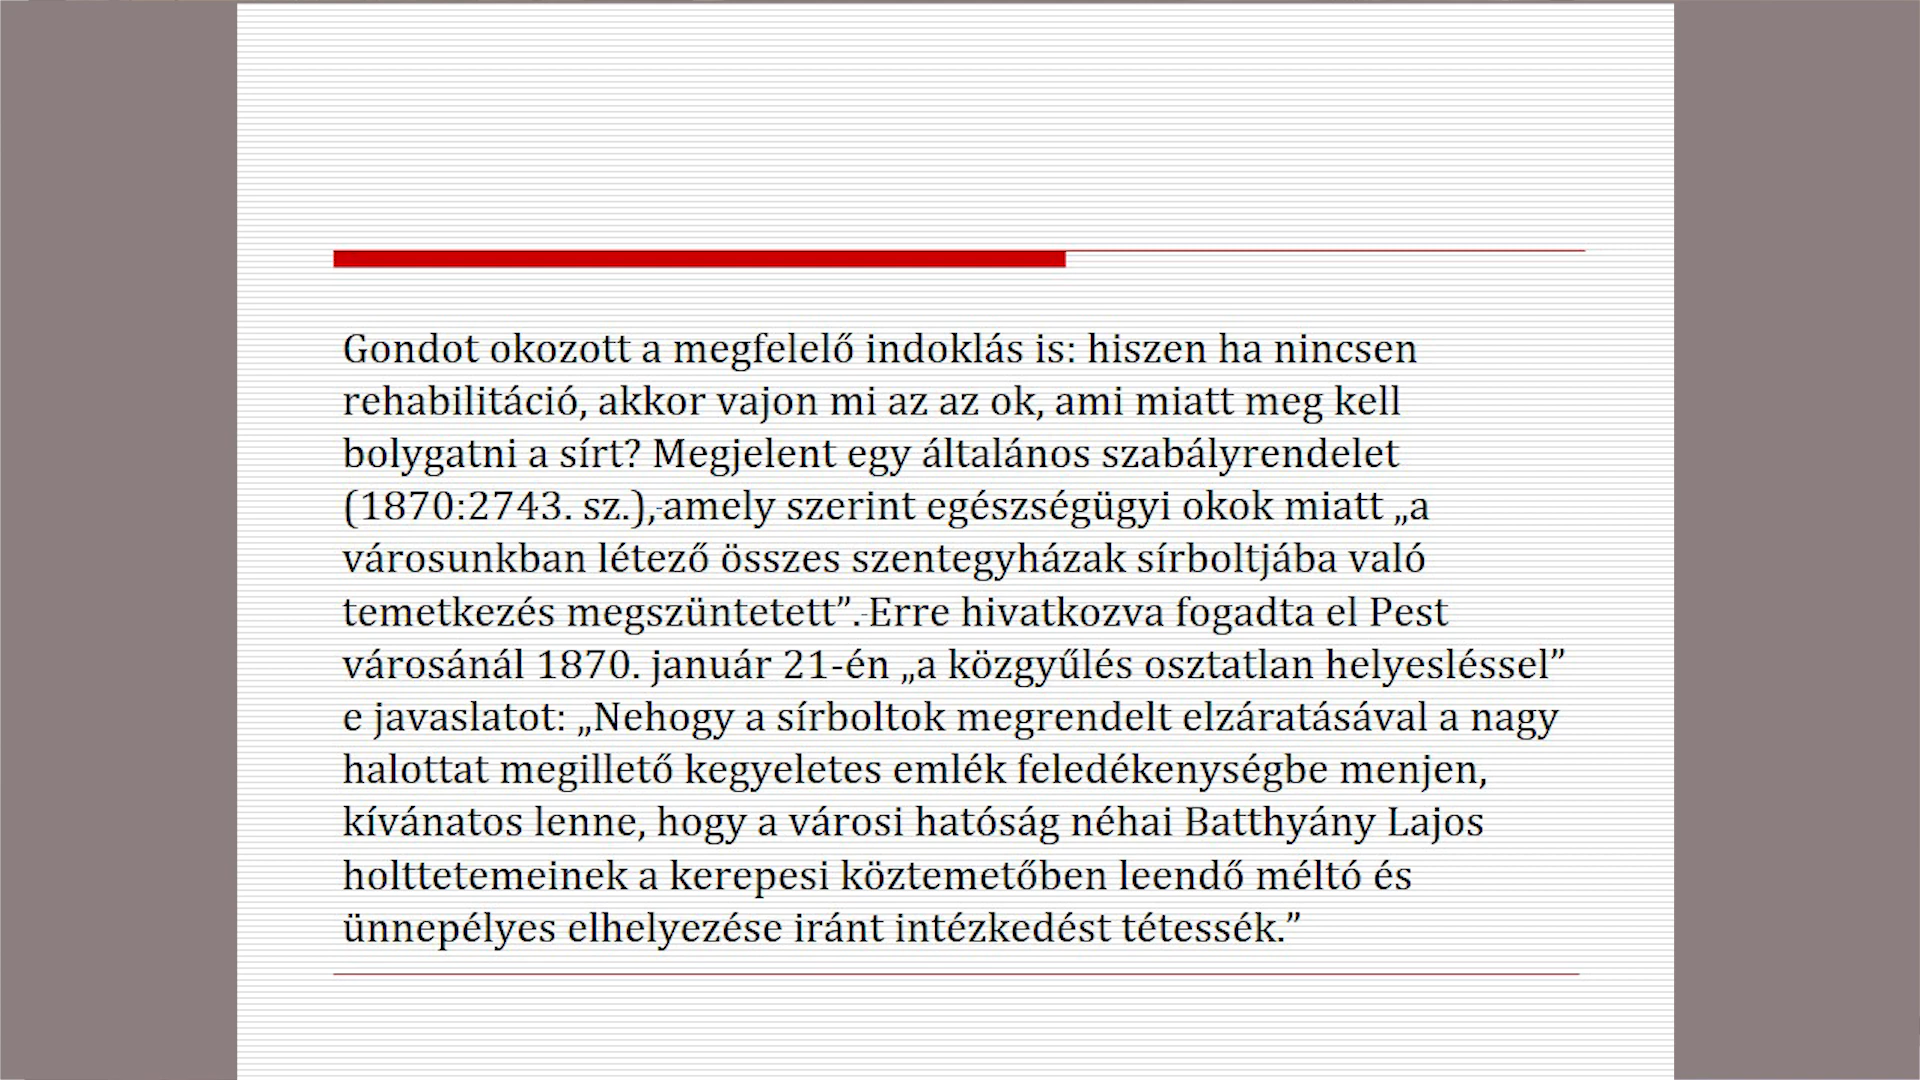 Gondot okozott a megfelelő indoklás is: hiszen ha nincsen
rehabilitáció, akkor vajon mi az az ok, ami miatt meg kell
bolygatni a sírt? Megjelent egy általános szabályrendelet
(1870:2743. sz.), amely szerint egészségügyi okok miatt „a
városunkban létező összes szentegyházak sírboltjába való
temetkezés megszüntetett”. Erre hivatkozva fogadta el Pest
városánál 1870. január 21-én „a közgyűlés osztatlan helyesléssel”
e javaslatot: „Nehogy a sírboltok megrendelt elzáratásával a nagy
halottat megillető kegyeletes emlék feledékenységbe menjen,
kívánatos lenne, hogy a városi hatóság néhai Batthyány Lajos
holttetemeinek a kerepesi köztemetőben leendő méltó és
ünnepélyes elhelyezése iránt intézkedést tétessék.”